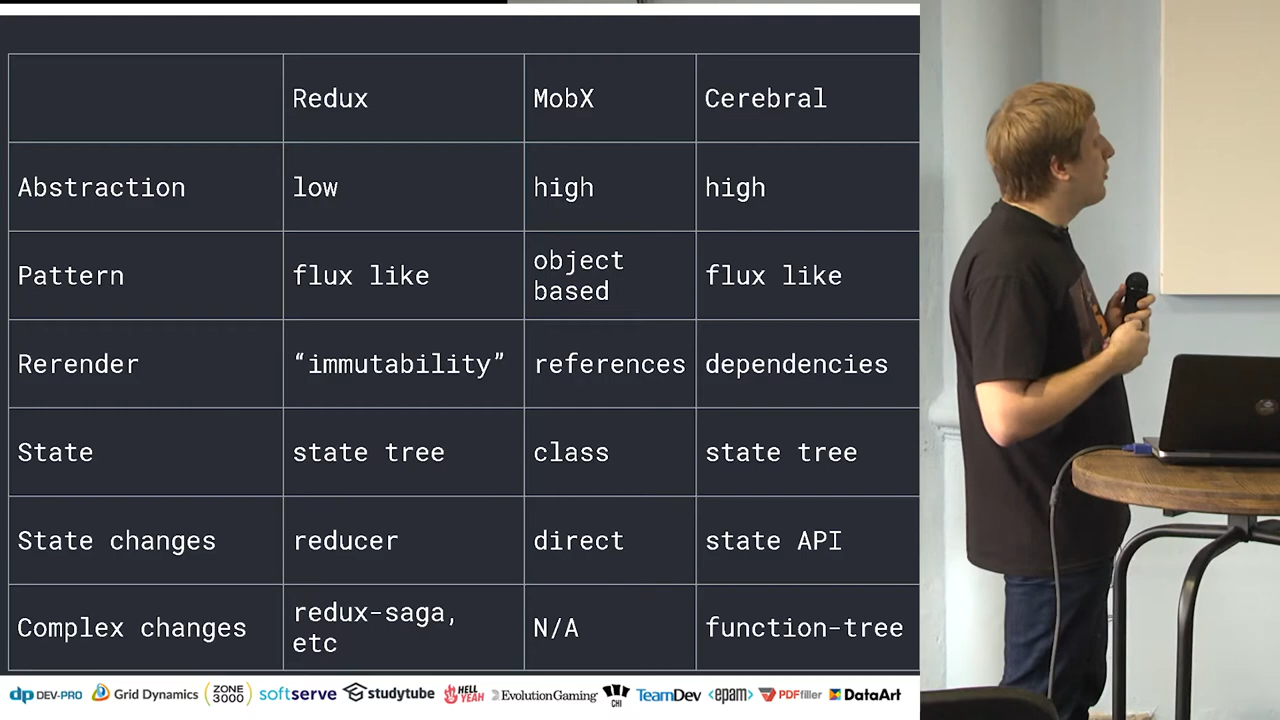 Redux MobX Cerebral
Abstraction low high high
Pattern flux like object based flux like
Rerender “immutability” references dependencies
State state tree class state tree
State changes reducer direct state API
Complex changes redux-saga, etc N/A function-tree
dp DEV-PRO Grid Dynamics {ZONE 3000} softserve studytube HELL YEAH EvolutionGaming CHI TeamDev <epam> PDFfiller DataArt